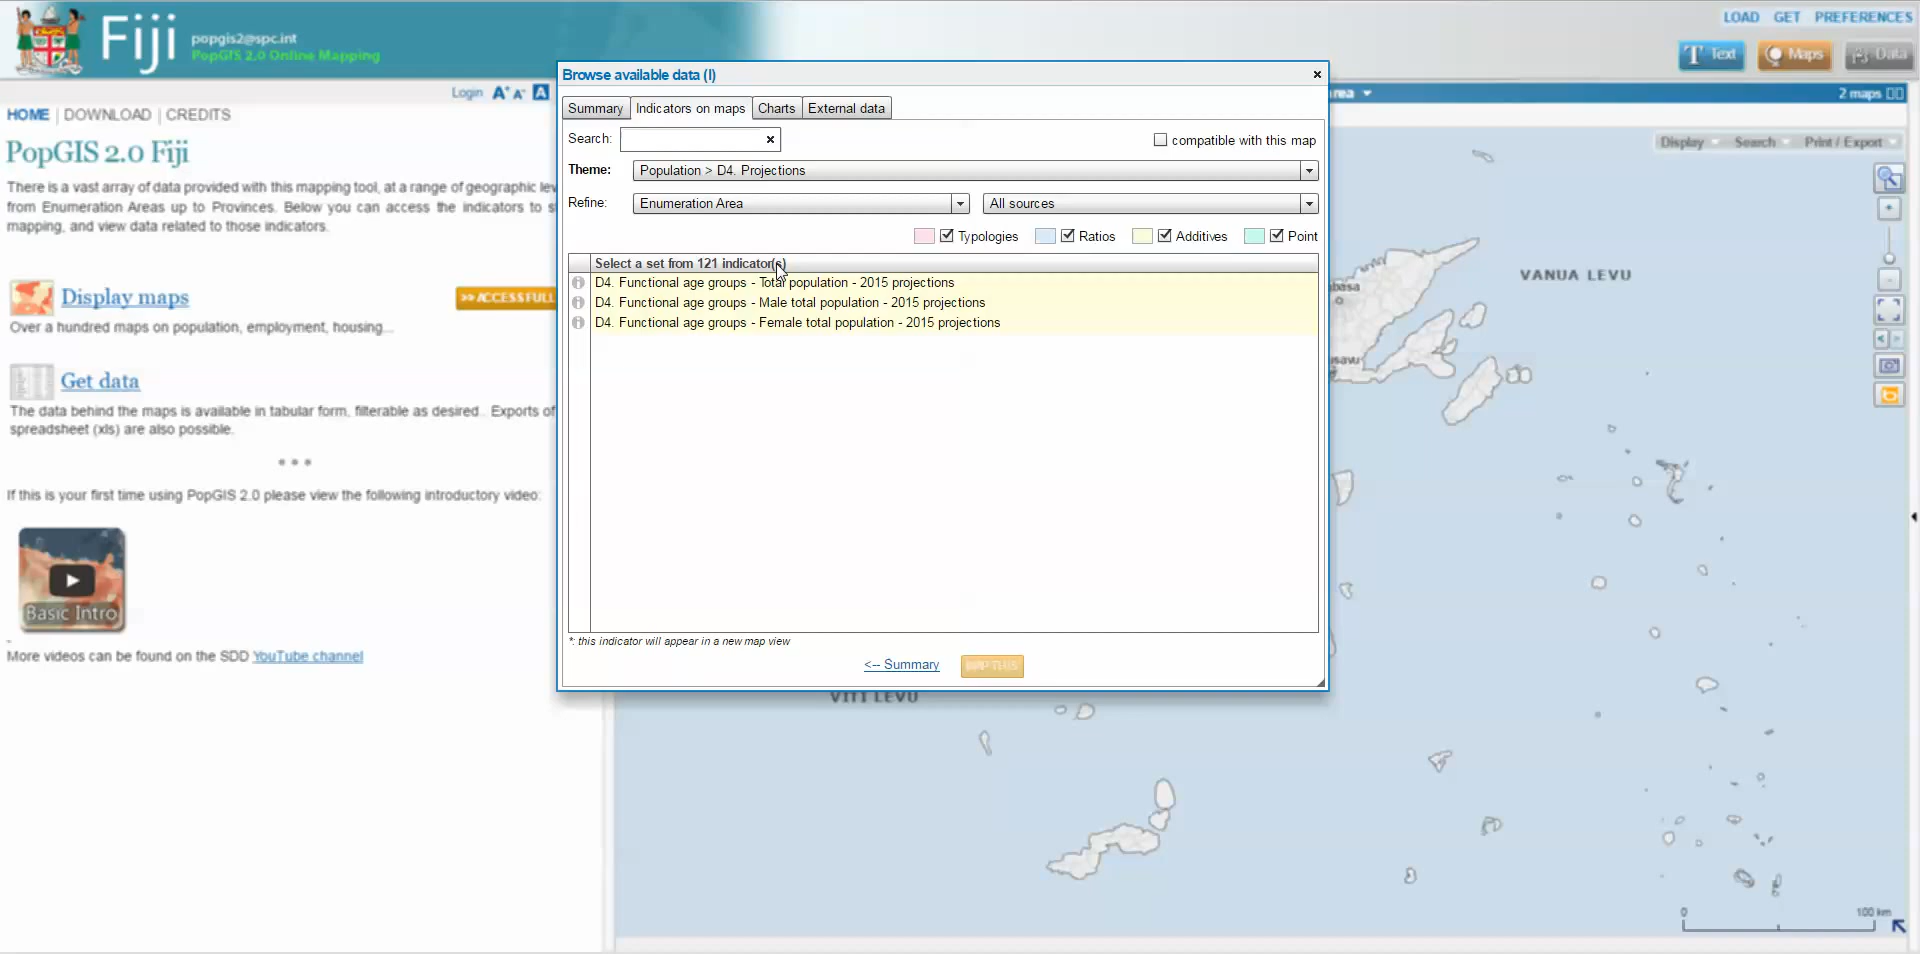 Fiji
popgis2@spc.int
PopGIS 2.0 Online Mapping
LOAD GET PREFERENCES
Text
Maps
Data
Login A+ A- A
HOME | DOWNLOAD | CREDITS
PopGIS 2.0 Fiji
There is a vast array of data provided with this mapping tool, at a range of geographic
from Enumeration Areas up to Provinces. Below you can access the indicators to
mapping, and view data related to those indicators.
Display maps
>> ACCESS FULL
Over a hundred maps on population, employment, housing...
Get data
The data behind the maps is available in tabular form, filterable as desired. Exports of
spreadsheet (xls) are also possible.
If this is your first time using PopGIS 2.0 please view the following introductory video:
Basic Intro
More videos can be found on the SDD YouTube channel
Browse available data (I)
Summary
Indicators on maps
Charts
External data
Search:
compatible with this map
Theme: Population > D4. Projections
Refine: Enumeration Area All sources
Typologies Ratios Additives Point
Select a set from 121 indicator(s)
D4. Functional age groups - Total population - 2015 projections
D4. Functional age groups - Male total population - 2015 projections
D4. Functional age groups - Female total population - 2015 projections
*: this indicator will appear in a new map view
<-- Summary
MAP THIS
2 maps
Display Search Print / Export
VANUA LEVU
VITI LEVU
0 100 km